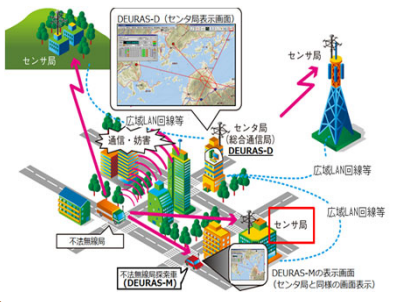 DEURAS-D（センタ局表示画面）
センサ局
センサ局
広域LAN回線等
通信・妨害
センタ局
（総合通信局）
DEURAS-D
広域LAN回線等
広域LAN回線等
センサ局
不法無線局
不法無線局探索車
（DEURAS-M）
DEURAS-Mの表示画面
（センタ局と同様の画面表示）